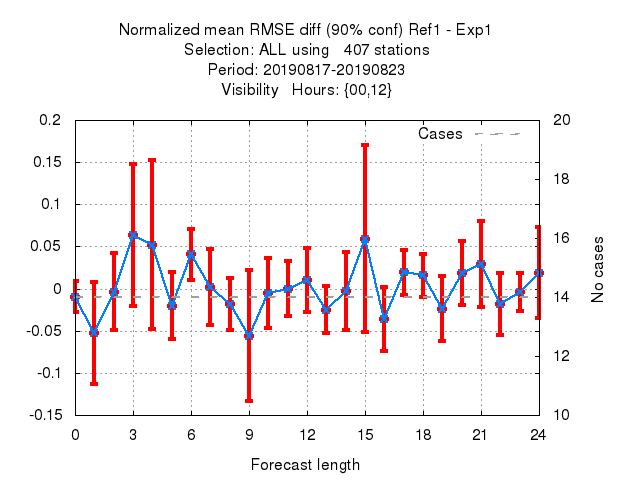 Normalized mean RMSE diff (90% conf) Ref1 - Exp1
Selection: ALL using   407 stations
Period: 20190817-20190823
Visibility   Hours: {00,12}
Cases
0.2
0.15
0.1
0.05
0
-0.05
-0.1
-0.15
20
18
16
14
12
10
No cases
0 3 6 9 12 15 18 21 24
Forecast length